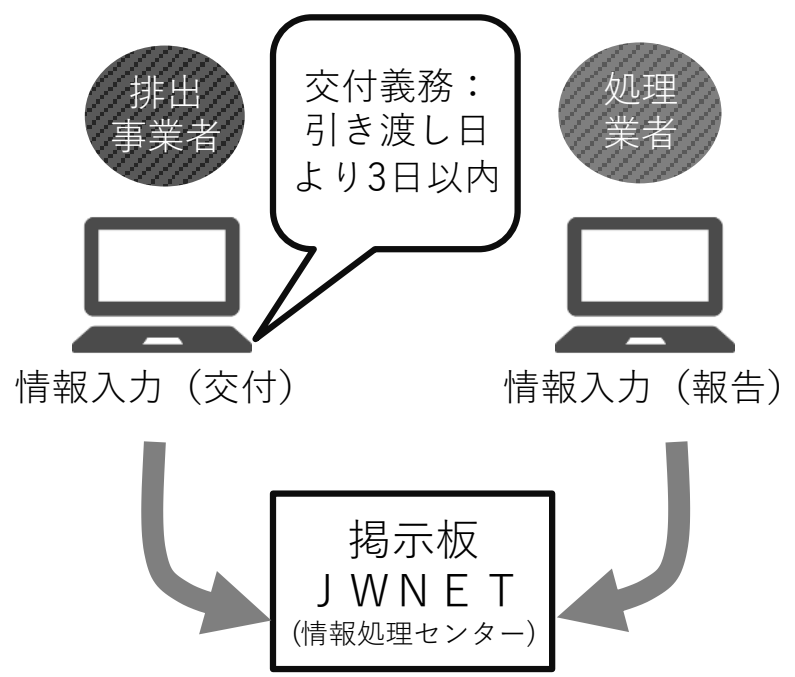 排出
事業者
交付義務：
引き渡し日
より3日以内
処理
業者
情報入力（交付）
情報入力（報告）
掲示板
ＪＷＮＥＴ
(情報処理センター)